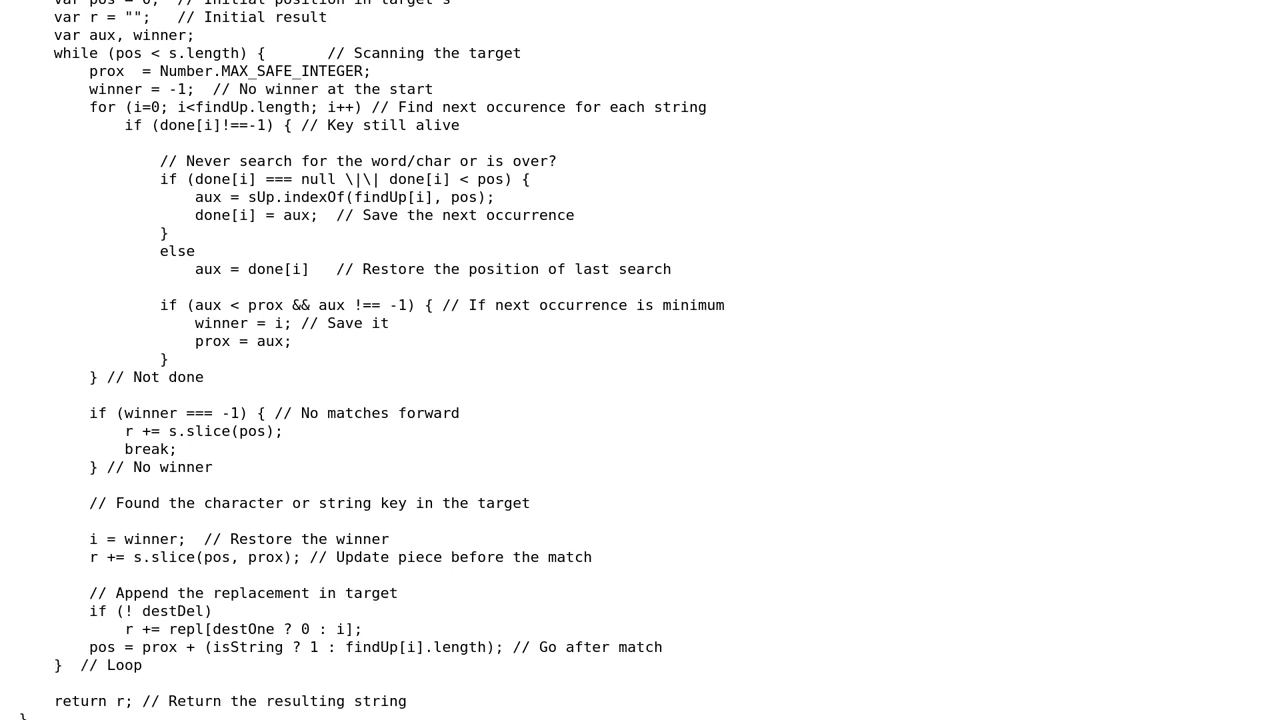 var pos = 0;  // Initial position in target s
    var r = "";   // Initial result
    var aux, winner;
    while (pos < s.length) {       // Scanning the target
        prox  = Number.MAX_SAFE_INTEGER;
        winner = -1;  // No winner at the start
        for (i=0; i<findUp.length; i++) // Find next occurence for each string
            if (done[i]!==-1) { // Key still alive

                // Never search for the word/char or is over?
                if (done[i] === null \|\| done[i] < pos) {
                    aux = sUp.indexOf(findUp[i], pos);
                    done[i] = aux;  // Save the next occurrence
                }
                else
                    aux = done[i]   // Restore the position of last search

                if (aux < prox && aux !== -1) { // If next occurrence is minimum
                    winner = i; // Save it
                    prox = aux;
                }
        } // Not done

        if (winner === -1) { // No matches forward
            r += s.slice(pos);
            break;
        } // No winner

        // Found the character or string key in the target

        i = winner;  // Restore the winner
        r += s.slice(pos, prox); // Update piece before the match

        // Append the replacement in target
        if (! destDel)
            r += repl[destOne ? 0 : i];
        pos = prox + (isString ? 1 : findUp[i].length); // Go after match
    }  // Loop

    return r; // Return the resulting string
}